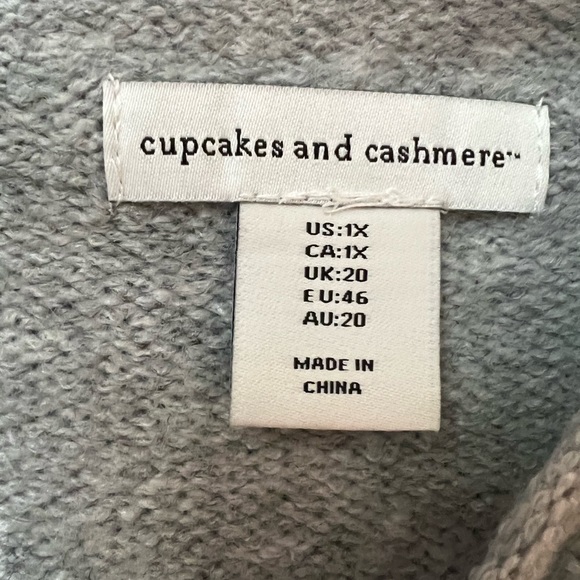 cupcakes and cashmere™
US:1X
CA:1X
UK:20
EU:46
AU:20
MADE IN
CHINA